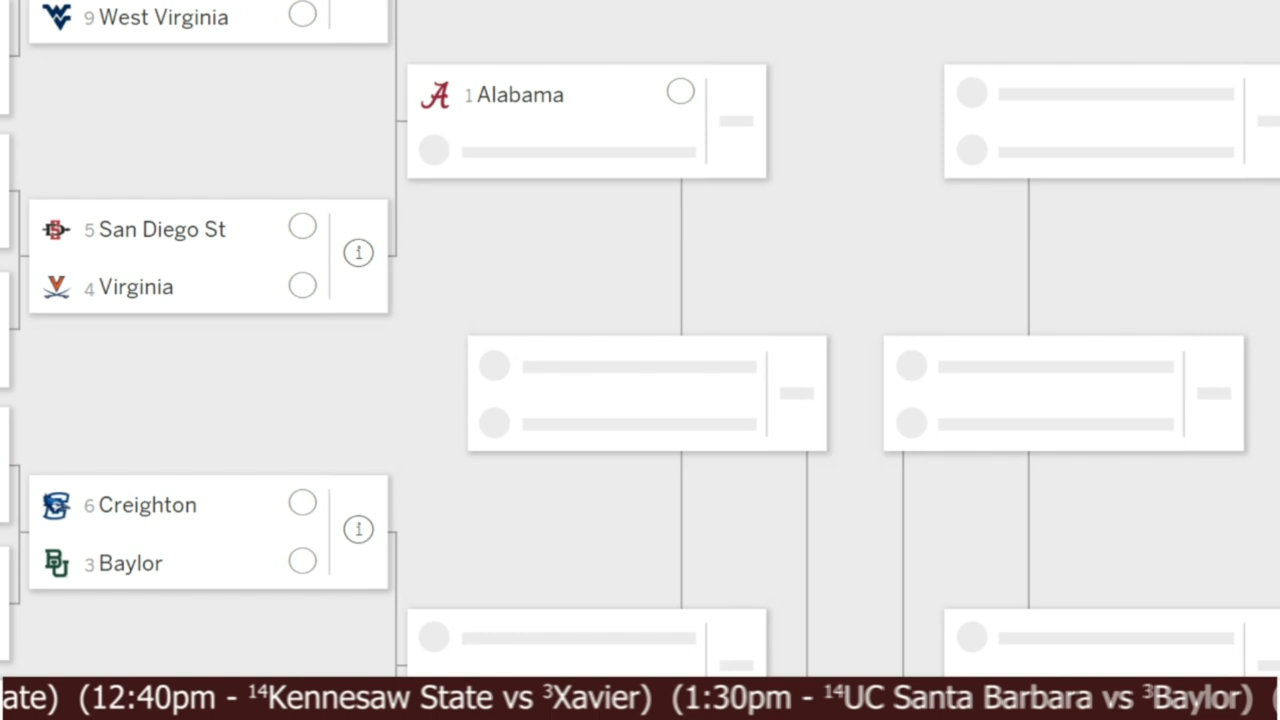 9 West Virginia
1 Alabama
5 San Diego St
4 Virginia
6 Creighton
3 Baylor
ate) (12:40pm - 14Kennesaw State vs 3Xavier) (1:30pm - 14UC Santa Barbara vs 3Baylor) (